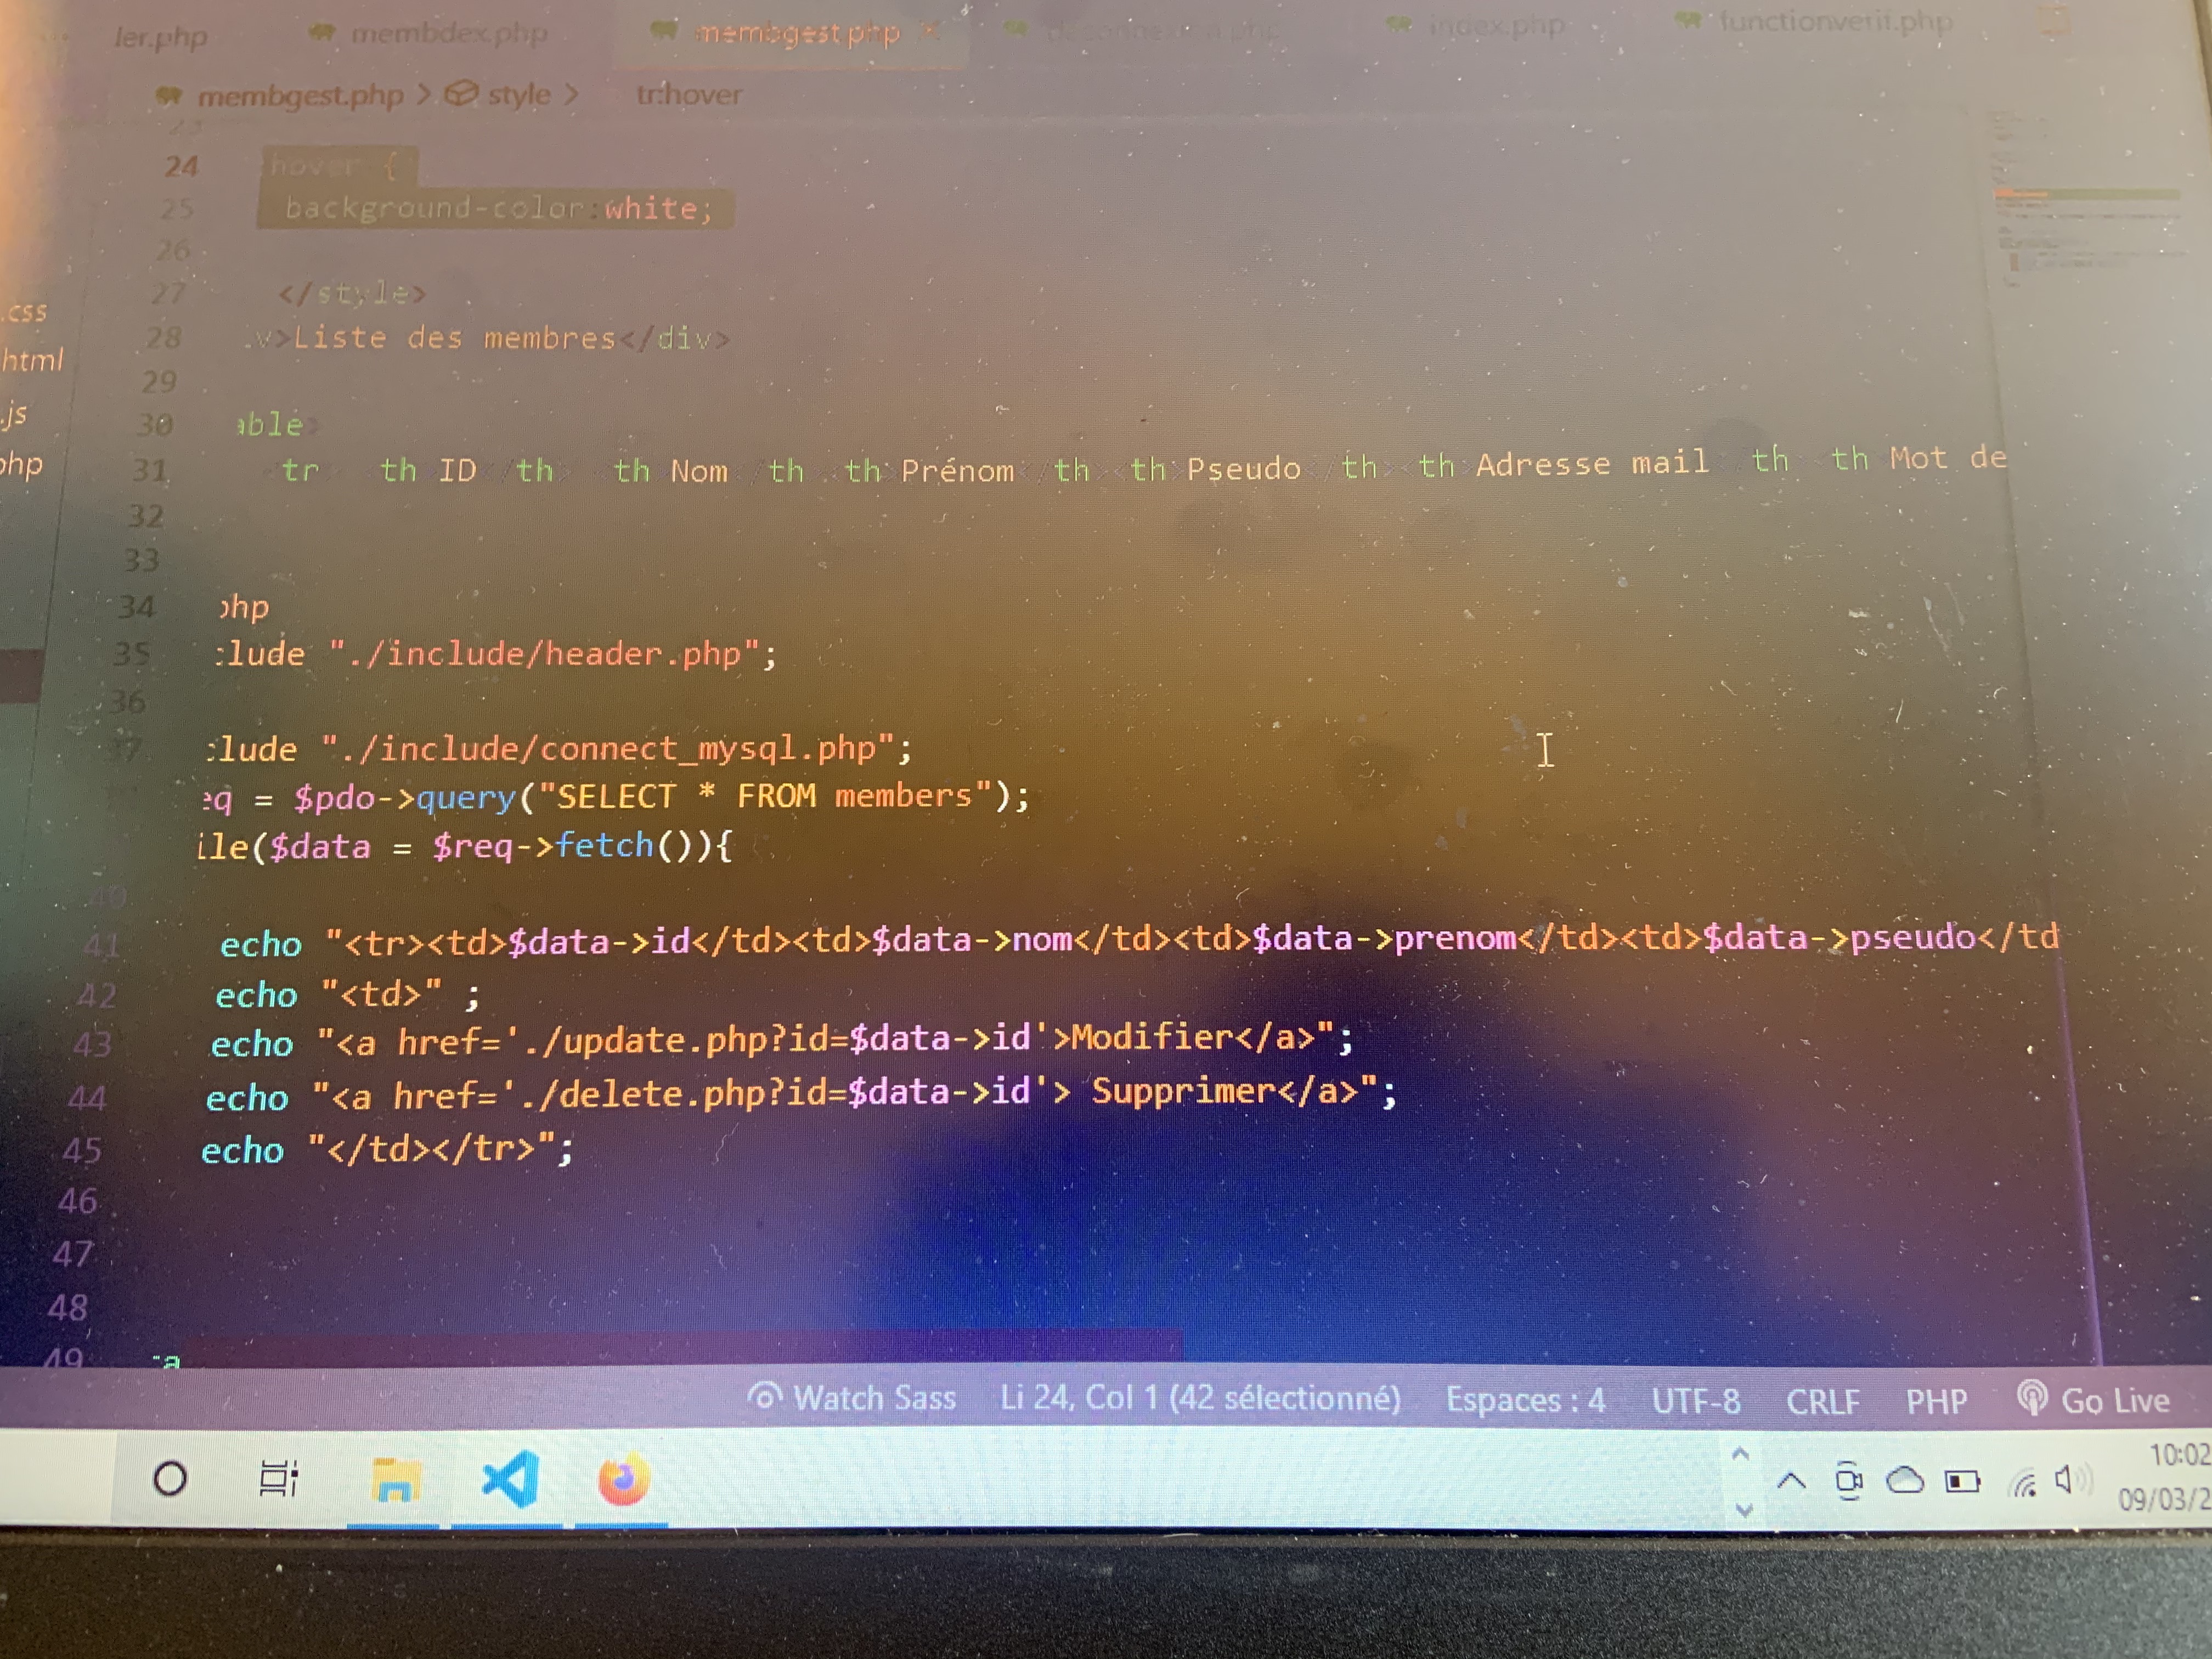 ler.php membdex.php membgest.php index.php functionverif.php
membgest.php > style > tr:hover
24 hover {
25 background-color:white;
26
27 </style>
28 v>Liste des membres</div>
29
30 able
31 tr th ID /th th Nom /th th Prénom /th th Pseudo /th th Adresse mail th th Mot de
32
33
34 php
35 clude "./include/header.php";
36
37 clude "./include/connect_mysql.php";
eq = $pdo->query("SELECT * FROM members");
ile($data = $req->fetch()){
40
41 echo "<tr><td>$data->id</td><td>$data->nom</td><td>$data->prenom</td><td>$data->pseudo</td
42 echo "<td>" ;
43 echo "<a href='./update.php?id=$data->id'>Modifier</a>";
44 echo "<a href='./delete.php?id=$data->id'> Supprimer</a>";
45 echo "</td></tr>";
46
47
48
49
.css
html
.js
php
Watch Sass Li 24, Col 1 (42 sélectionné) Espaces : 4 UTF-8 CRLF PHP Go Live
10:02
09/03/2